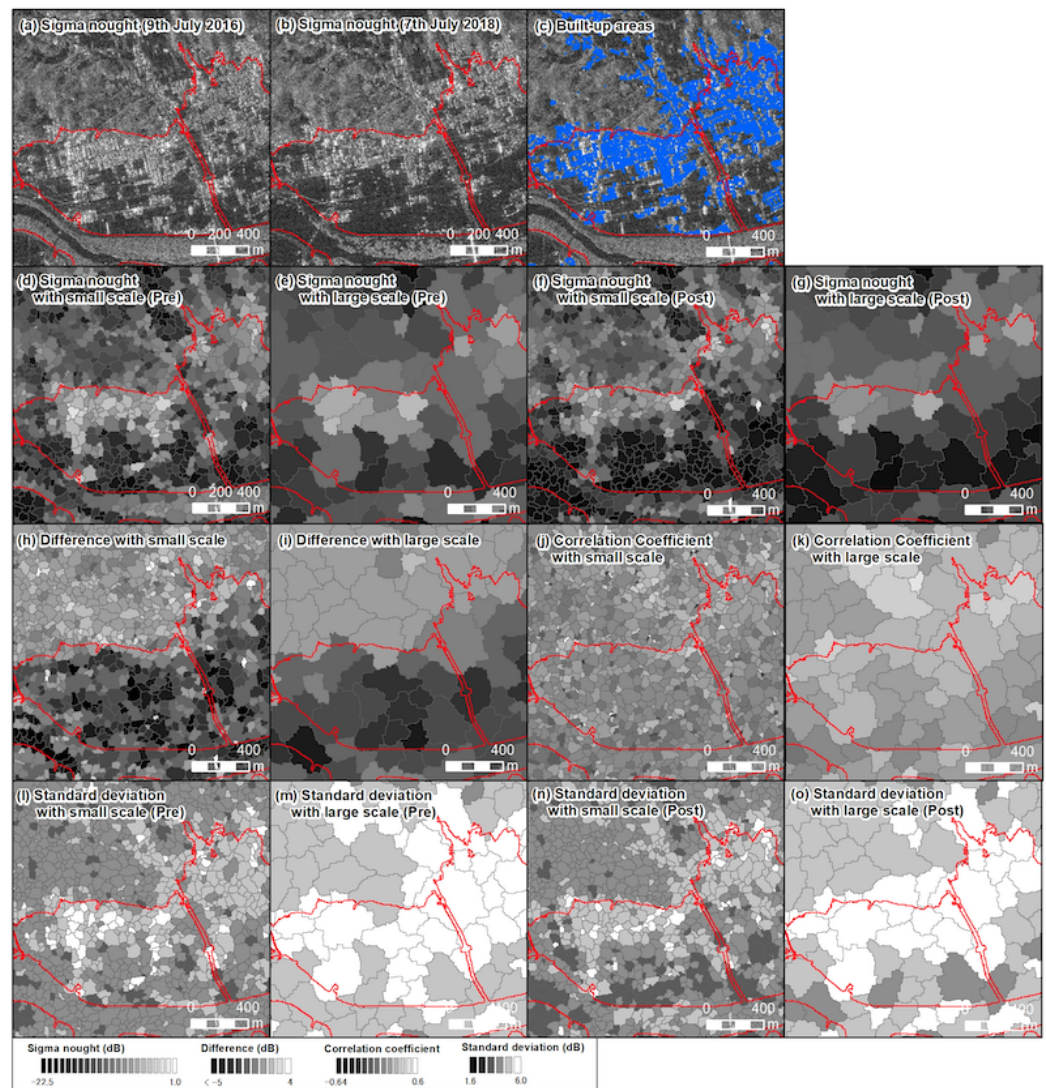 (a) Sigma nought (9th July 2016)
(b) Sigma nought (7th July 2018)
(c) Built-up areas
0 200 400
m
0 400
m
0 400
m
(d) Sigma nought
with small scale (Pre)
(e) Sigma nought
with large scale (Pre)
(f) Sigma nought
with small scale (Post)
(g) Sigma nought
with large scale (Post)
0 200 400
m
0 400
m
0 400
m
0 400
m
(h) Difference with small scale
(i) Difference with large scale
(j) Correlation Coefficient
with small scale
(k) Correlation Coefficient
with large scale
0 400
m
0 400
m
0 400
m
0 400
m
(l) Standard deviation
with small scale (Pre)
(m) Standard deviation
with large scale (Pre)
(n) Standard deviation
with small scale (Post)
(o) Standard deviation
with large scale (Post)
0 400
m
0 400
m
0 400
m
0 400
m
Sigma nought (dB)
-22.5 1.0
Difference (dB)
< -5 4
Correlation coefficient
-0.64 0.6
Standard deviation (dB)
1.6 6.0